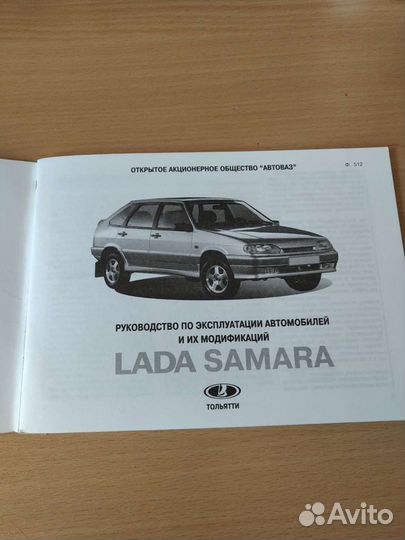 ОТКРЫТОЕ АКЦИОНЕРНОЕ ОБЩЕСТВО "АВТОВАЗ"
Ф. 512
РУКОВОДСТВО ПО ЭКСПЛУАТАЦИИ АВТОМОБИЛЕЙ
И ИХ МОДИФИКАЦИЙ
LADA SAMARA
ТОЛЬЯТТИ
Avito